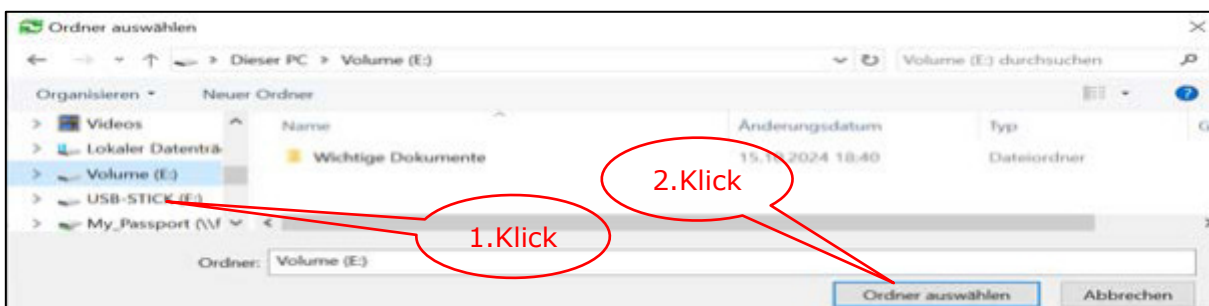 Ordner auswählen
Dieser PC > Volume (E:)
Volume (E:) durchsuchen
Organisieren
Neuer Ordner
Videos
Name
Änderungsdatum
Typ
G
Lokaler Datenträ
Wichtige Dokumente
15.10.2024 18:40
Dateiordner
Volume (E:)
2.Klick
USB-STICK (E:)
My_Passport (\\f
1.Klick
Ordner:
Volume (E:)
Ordner auswählen
Abbrechen